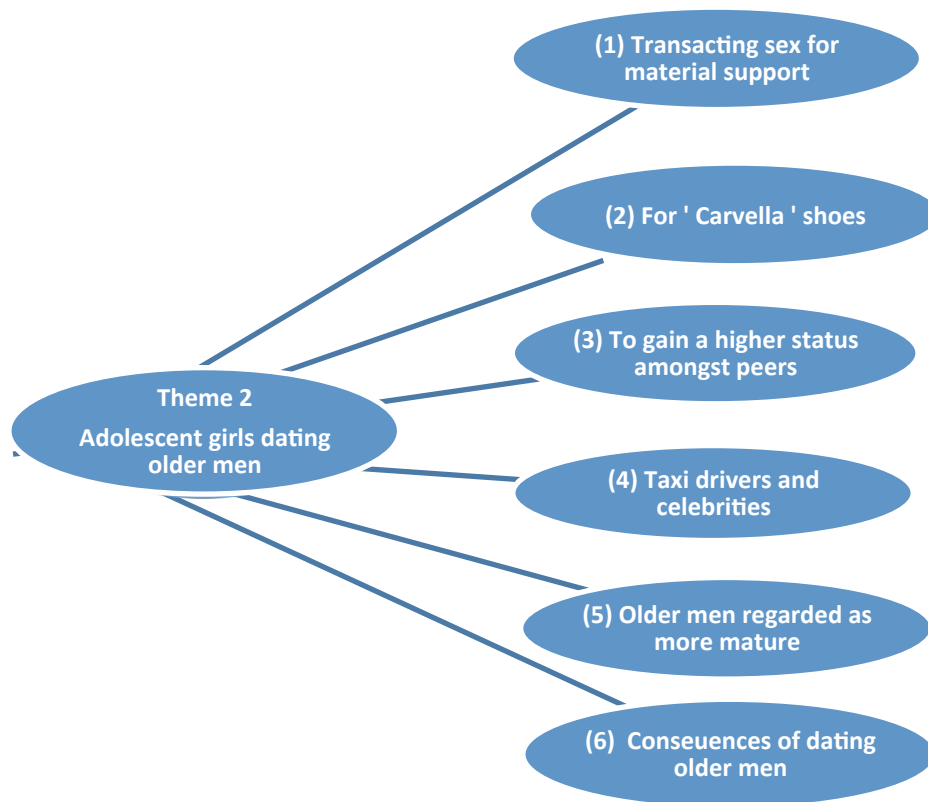 (1) Transacting sex for
material support
(2) For ' Carvella ' shoes
(3) To gain a higher status
amongst peers
Theme 2
Adolescent girls dating
older men
(4) Taxi drivers and
celebrities
(5) Older men regarded as
more mature
(6)  Conseuences of dating
older men